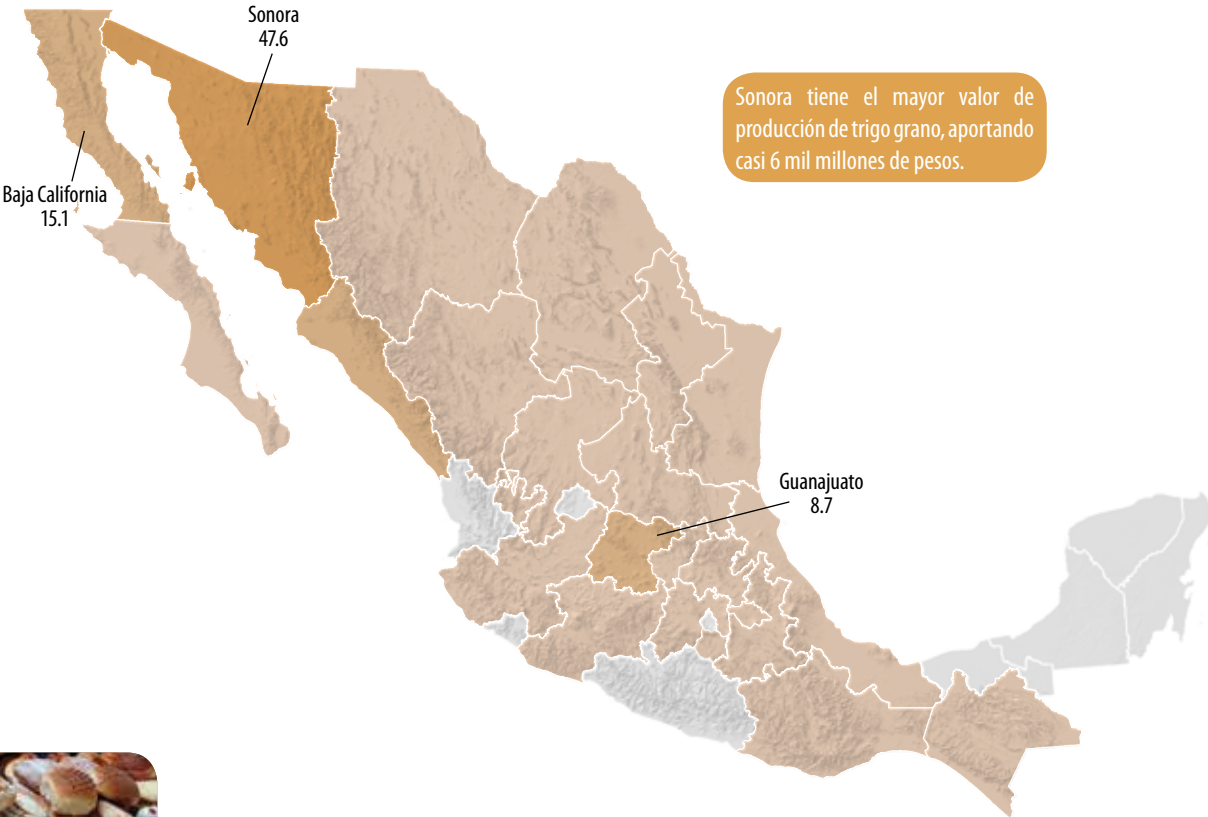 Sonora
47.6
Sonora tiene el mayor valor de
producción de trigo grano, aportando
casi 6 mil millones de pesos.
Baja California
15.1
Guanajuato
8.7